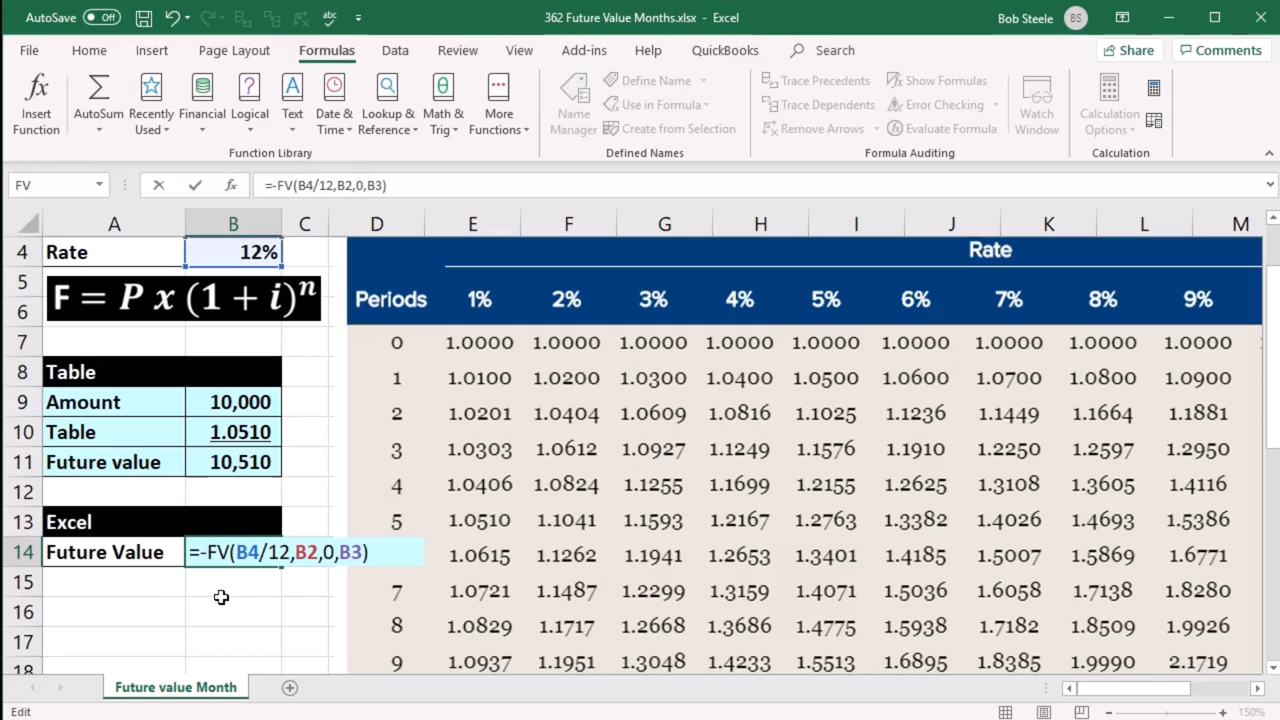 AutoSave Off 362 Future Value Months.xlsx - Excel Bob Steele BS
File Home Insert Page Layout Formulas Data Review View Add-ins Help QuickBooks Search Share Comments
Insert Function AutoSum Recently Used Financial Logical Text Date & Time Lookup & Reference Math & Trig More Functions
Name Manager Define Name Use in Formula Create from Selection
Trace Precedents Trace Dependents Remove Arrows Show Formulas Error Checking Evaluate Formula Watch Window
Calculation Options
Function Library Defined Names Formula Auditing Calculation
FV fx =-FV(B4/12,B2,0,B3)
A B C D E F G H I J K L M
4 Rate 12% Rate
5 F = P x (1 + i)^n
6 Periods 1% 2% 3% 4% 5% 6% 7% 8% 9%
7 0 1.0000 1.0000 1.0000 1.0000 1.0000 1.0000 1.0000 1.0000 1.0000
8 Table 1 1.0100 1.0200 1.0300 1.0400 1.0500 1.0600 1.0700 1.0800 1.0900
9 Amount 10,000 2 1.0201 1.0404 1.0609 1.0816 1.1025 1.1236 1.1449 1.1664 1.1881
10 Table 1.0510 3 1.0303 1.0612 1.0927 1.1249 1.1576 1.1910 1.2250 1.2597 1.2950
11 Future value 10,510 4 1.0406 1.0824 1.1255 1.1699 1.2155 1.2625 1.3108 1.3605 1.4116
12
13 Excel 5 1.0510 1.1041 1.1593 1.2167 1.2763 1.3382 1.4026 1.4693 1.5386
14 Future Value =-FV(B4/12,B2,0,B3) 1.0615 1.1262 1.1941 1.2653 1.3401 1.4185 1.5007 1.5869 1.6771
15 7 1.0721 1.1487 1.2299 1.3159 1.4071 1.5036 1.6058 1.7138 1.8280
16 8 1.0829 1.1717 1.2668 1.3686 1.4775 1.5938 1.7182 1.8509 1.9926
17
18 9 1.0937 1.1951 1.3048 1.4233 1.5513 1.6895 1.8385 1.9990 2.1719
Future value Month
Edit 150%